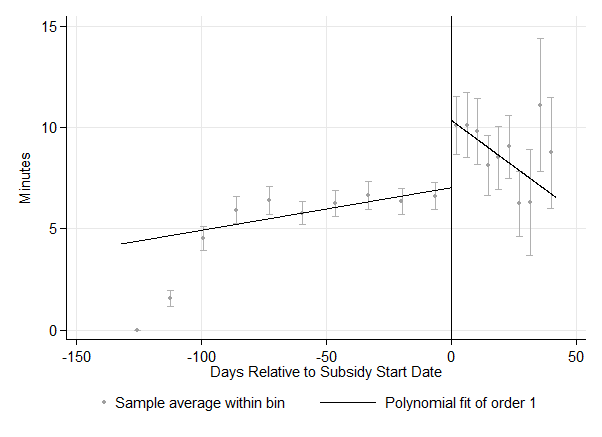 15
10
Minutes
5
0
-150 -100 -50 0 50
Days Relative to Subsidy Start Date
Sample average within bin Polynomial fit of order 1